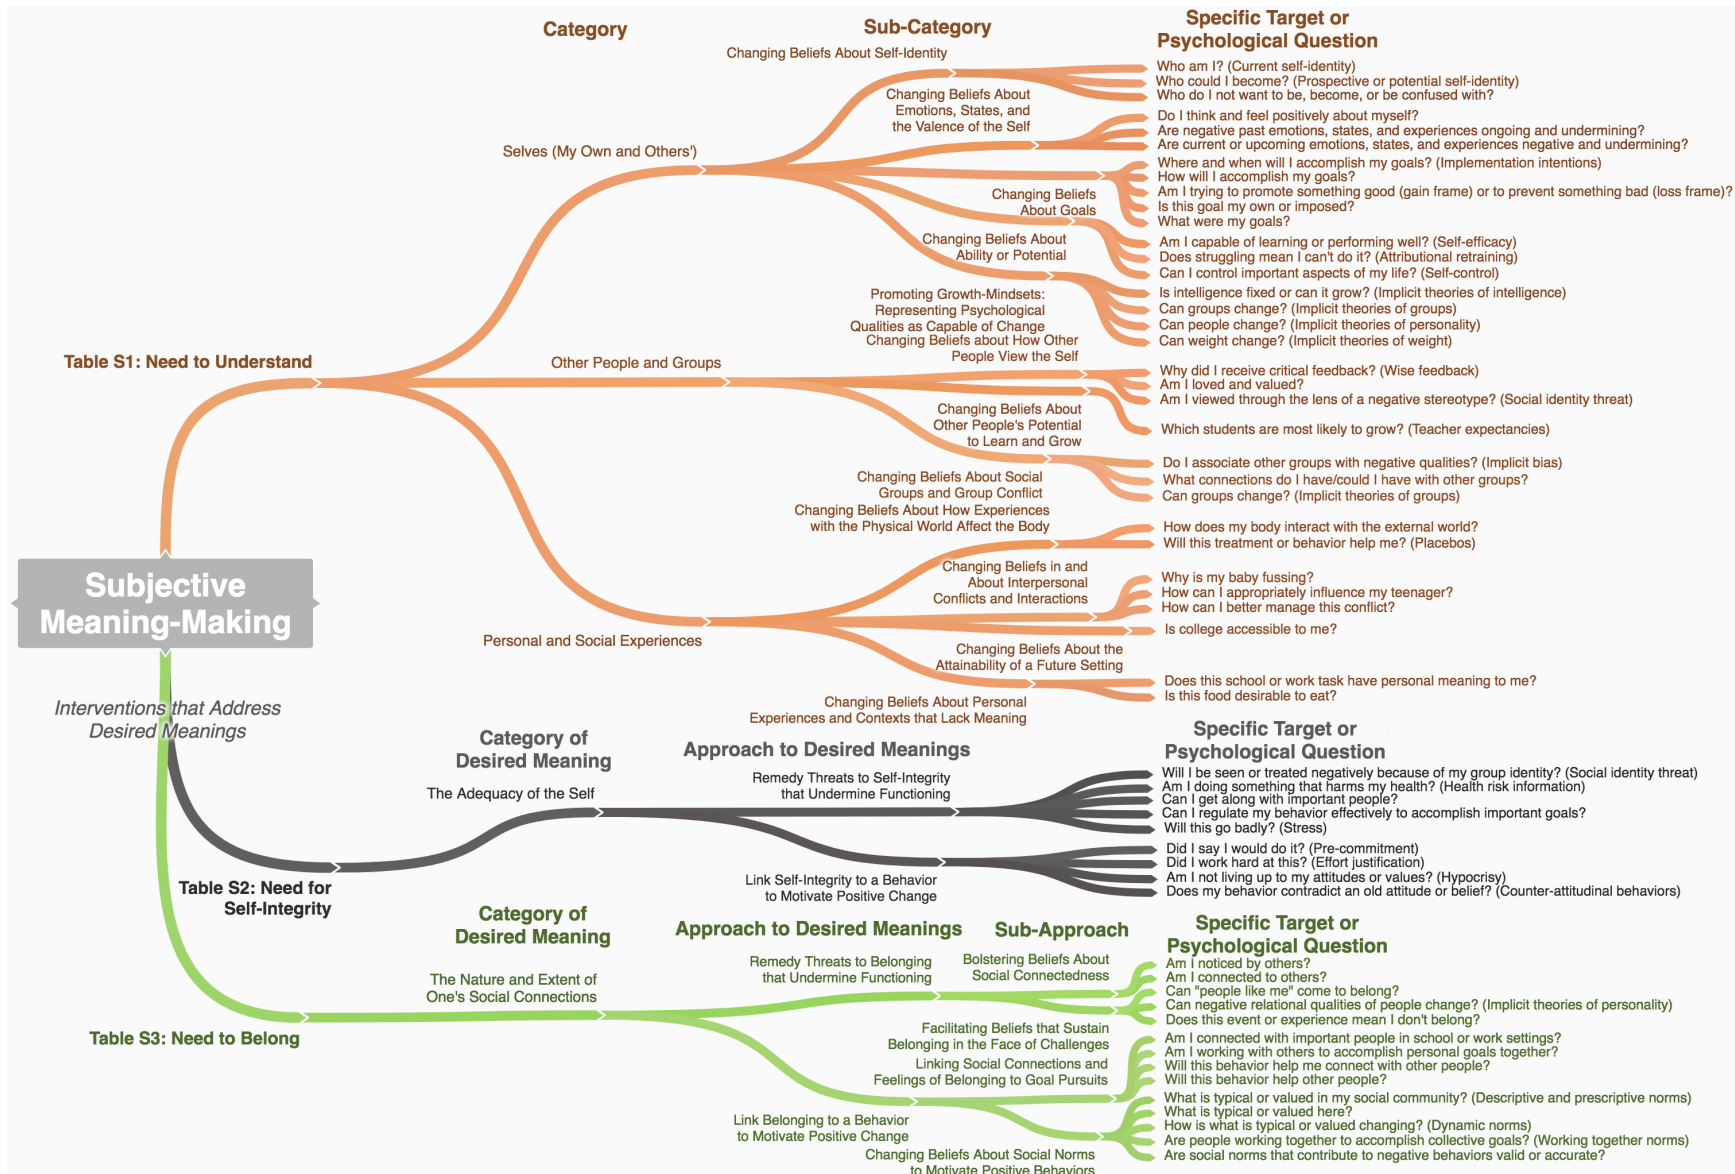 Category
Sub-Category
Specific Target or
Psychological Question
Changing Beliefs About Self-Identity
Who am I? (Current self-identity)
Who could I become? (Prospective or potential self-identity)
Who do I not want to be, become, or be confused with?
Changing Beliefs About
Emotions, States, and
the Valence of the Self
Do I think and feel positively about myself?
Are negative past emotions, states, and experiences ongoing and undermining?
Are current or upcoming emotions, states, and experiences negative and undermining?
Selves (My Own and Others')
Where and when will I accomplish my goals? (Implementation intentions)
How will I accomplish my goals?
Am I trying to promote something good (gain frame) or to prevent something bad (loss frame)?
Is this goal my own or imposed?
What were my goals?
Changing Beliefs
About Goals
Am I capable of learning or performing well? (Self-efficacy)
Does struggling mean I can't do it? (Attributional retraining)
Can I control important aspects of my life? (Self-control)
Changing Beliefs About
Ability or Potential
Is intelligence fixed or can it grow? (Implicit theories of intelligence)
Can groups change? (Implicit theories of groups)
Can people change? (Implicit theories of personality)
Can weight change? (Implicit theories of weight)
Promoting Growth-Mindsets:
Representing Psychological
Qualities as Capable of Change
Changing Beliefs about How Other
People View the Self
Table S1: Need to Understand
Other People and Groups
Why did I receive critical feedback? (Wise feedback)
Am I loved and valued?
Am I viewed through the lens of a negative stereotype? (Social identity threat)
Changing Beliefs About
Other People's Potential
to Learn and Grow
Which students are most likely to grow? (Teacher expectancies)
Do I associate other groups with negative qualities? (Implicit bias)
What connections do I have/could I have with other groups?
Can groups change? (Implicit theories of groups)
Changing Beliefs About Social
Groups and Group Conflict
Changing Beliefs About How Experiences
with the Physical World Affect the Body
How does my body interact with the external world?
Will this treatment or behavior help me? (Placebos)
Changing Beliefs in and
About Interpersonal
Conflicts and Interactions
Why is my baby fussing?
How can I appropriately influence my teenager?
How can I better manage this conflict?
Subjective
Meaning-Making
Personal and Social Experiences
Is college accessible to me?
Changing Beliefs About the
Attainability of a Future Setting
Does this school or work task have personal meaning to me?
Is this food desirable to eat?
Changing Beliefs About Personal
Experiences and Contexts that Lack Meaning
Interventions that Address
Desired Meanings
Category of
Desired Meaning
Approach to Desired Meanings
Specific Target or
Psychological Question
The Adequacy of the Self
Remedy Threats to Self-Integrity
that Undermine Functioning
Will I be seen or treated negatively because of my group identity? (Social identity threat)
Am I doing something that harms my health? (Health risk information)
Can I get along with important people?
Can I regulate my behavior effectively to accomplish important goals?
Will this go badly? (Stress)
Did I say I would do it? (Pre-commitment)
Did I work hard at this? (Effort justification)
Am I not living up to my attitudes or values? (Hypocrisy)
Does my behavior contradict an old attitude or belief? (Counter-attitudinal behaviors)
Link Self-Integrity to a Behavior
to Motivate Positive Change
Table S2: Need for
Self-Integrity
Category of
Desired Meaning
Approach to Desired Meanings
Sub-Approach
Specific Target or
Psychological Question
The Nature and Extent of
One's Social Connections
Remedy Threats to Belonging
that Undermine Functioning
Bolstering Beliefs About
Social Connectedness
Am I noticed by others?
Am I connected to others?
Can "people like me" come to belong?
Can negative relational qualities of people change? (Implicit theories of personality)
Does this event or experience mean I don't belong?
Table S3: Need to Belong
Facilitating Beliefs that Sustain
Belonging in the Face of Challenges
Linking Social Connections and
Feelings of Belonging to Goal Pursuits
Am I connected with important people in school or work settings?
Am I working with others to accomplish personal goals together?
Will this behavior help me connect with other people?
Will this behavior help other people?
Link Belonging to a Behavior
to Motivate Positive Change
What is typical or valued in my social community? (Descriptive and prescriptive norms)
What is typical or valued here?
How is what is typical or valued changing? (Dynamic norms)
Are people working together to accomplish collective goals? (Working together norms)
Are social norms that contribute to negative behaviors valid or accurate?
Changing Beliefs About Social Norms
to Motivate Positive Behaviors